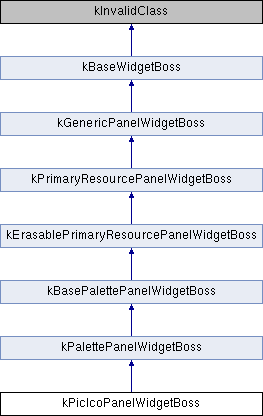 kInvalidClass
kBaseWidgetBoss
kGenericPanelWidgetBoss
kPrimaryResourcePanelWidgetBoss
kErasablePrimaryResourcePanelWidgetBoss
kBasePalettePanelWidgetBoss
kPalettePanelWidgetBoss
kPicIcoPanelWidgetBoss